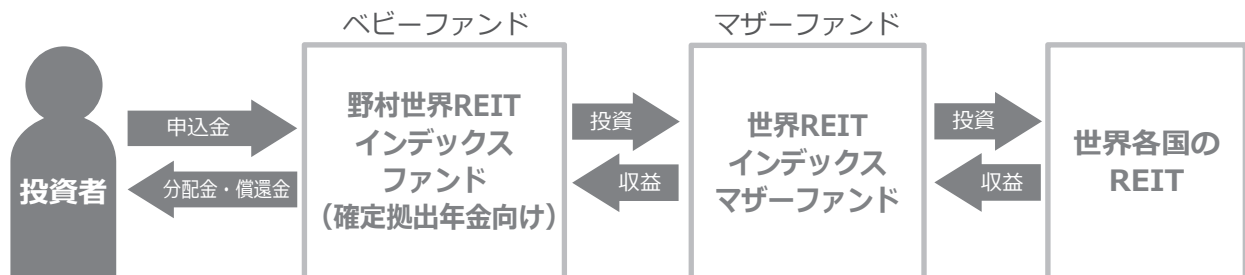 ベビーファンド
マザーファンド
投資者
申込金
分配金・償還金
野村世界REIT
インデックス
ファンド
（確定拠出年金向け）
投資
収益
世界REIT
インデックス
マザーファンド
投資
収益
世界各国の
REIT